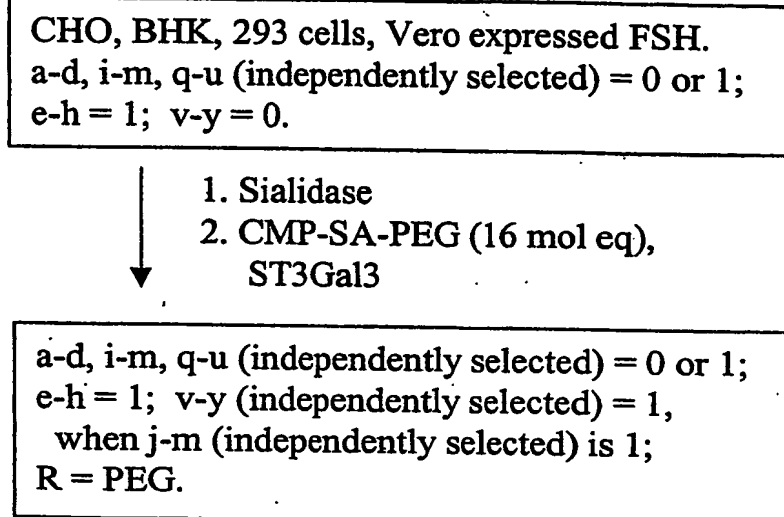 CHO, BHK, 293 cells, Vero expressed FSH.
a-d, i-m, q-u (independently selected) = 0 or 1;
e-h = 1; v-y = 0.
1. Sialidase
2. CMP-SA-PEG (16 mol eq),
ST3Gal3
a-d, i-m, q-u (independently selected) = 0 or 1;
e-h = 1; v-y (independently selected) = 1,
when j-m (independently selected) is 1;
R = PEG.